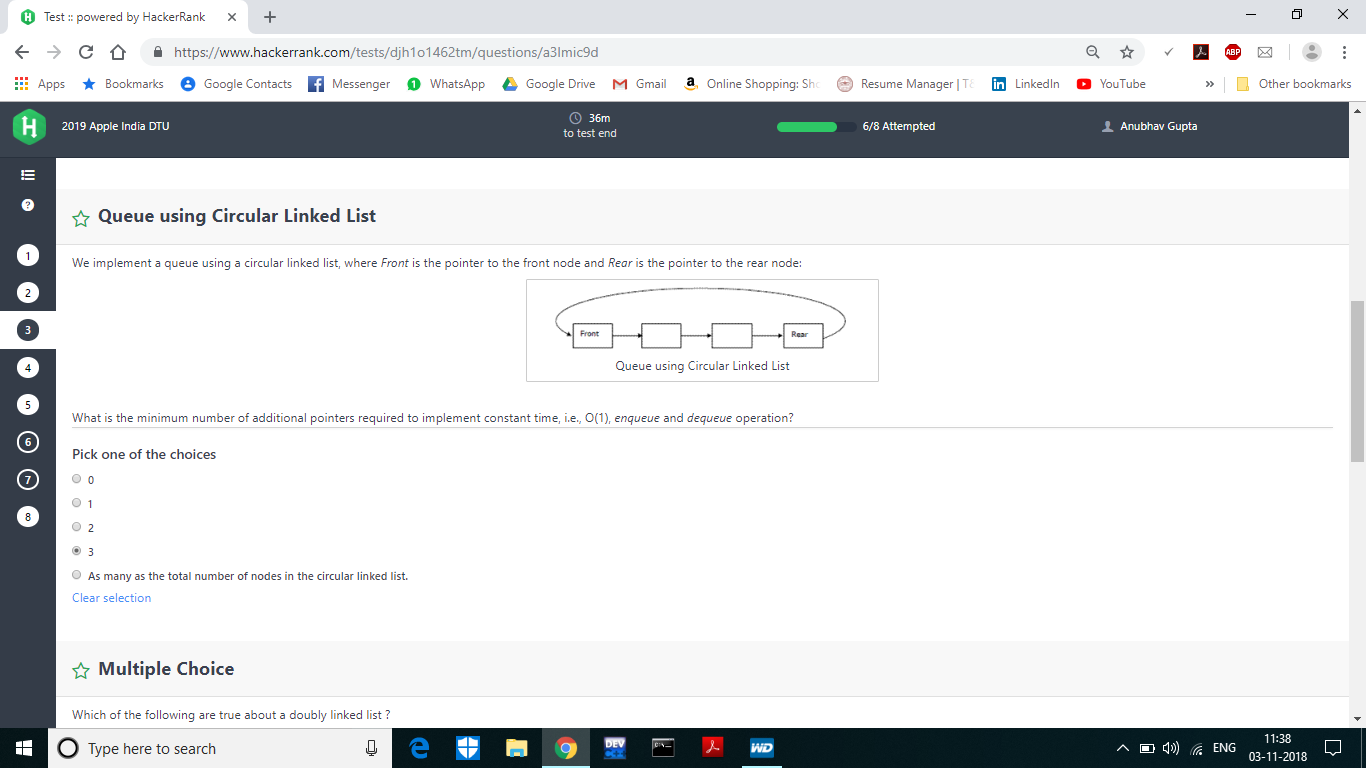 Test :: powered by HackerRank
https://www.hackerrank.com/tests/djh1o1462tm/questions/a3lmic9d
ABP
Apps Bookmarks Google Contacts Messenger WhatsApp Google Drive Gmail Online Shopping: Sho Resume Manager | T& LinkedIn YouTube » Other bookmarks
2019 Apple India DTU
36m
to test end
6/8 Attempted
Anubhav Gupta
Queue using Circular Linked List
We implement a queue using a circular linked list, where Front is the pointer to the front node and Rear is the pointer to the rear node:
Front Rear
Queue using Circular Linked List
What is the minimum number of additional pointers required to implement constant time, i.e., O(1), enqueue and dequeue operation?
Pick one of the choices
0
1
2
3
As many as the total number of nodes in the circular linked list.
Clear selection
Multiple Choice
Which of the following are true about a doubly linked list ?
?
1
2
3
4
5
6
7
8
Type here to search
DEV
WD
ENG
11:38
03-11-2018